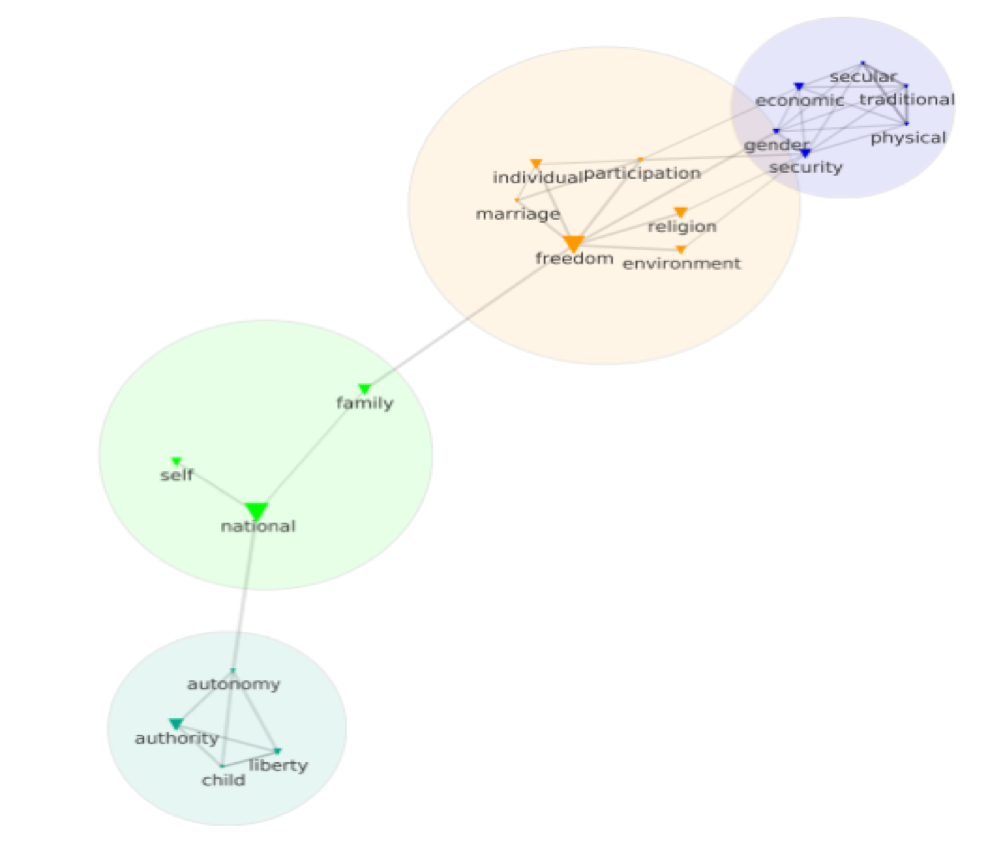 secular
economic traditional
physical
gender
security
individual participation
marriage
religion
freedom environment
family
self
national
autonomy
authority
liberty
child